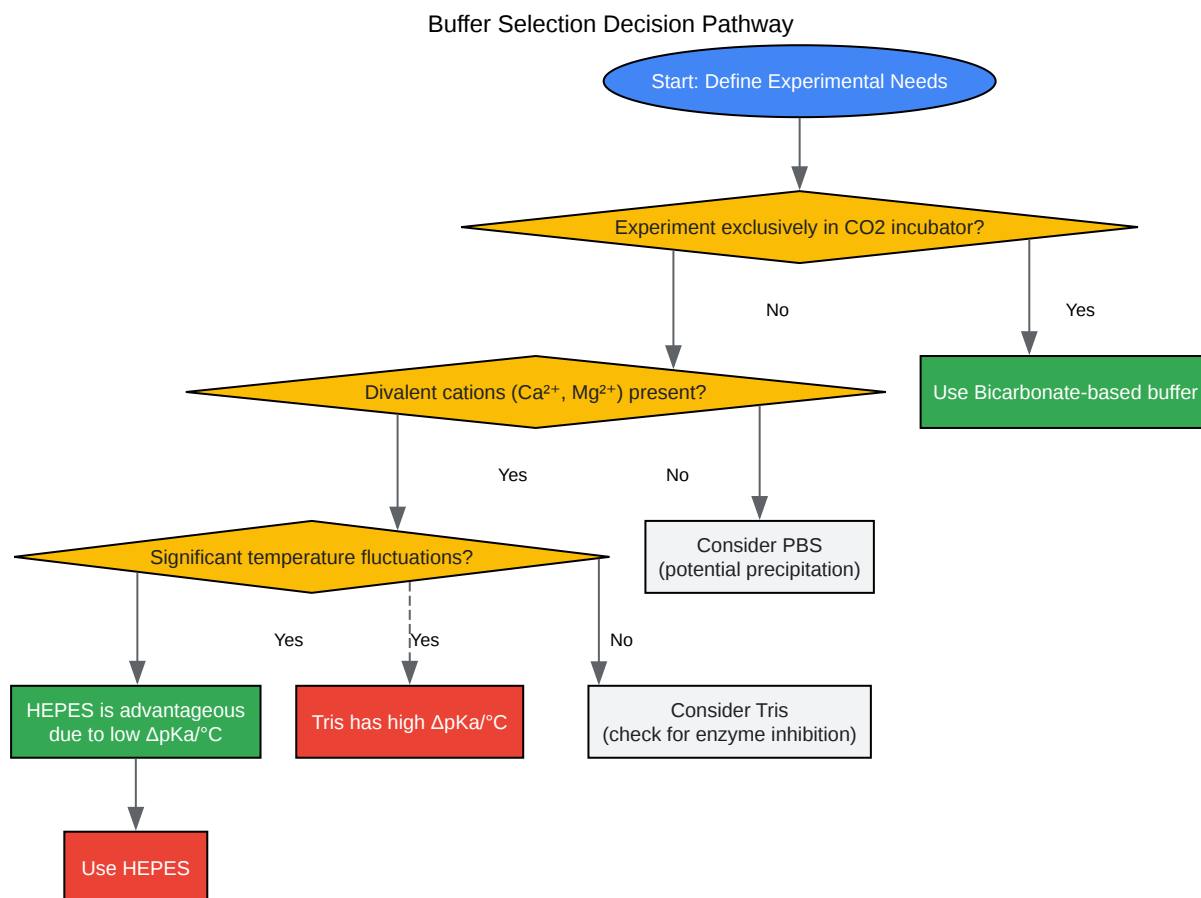 Buffer Selection Decision Pathway
Start: Define Experimental Needs
Experiment exclusively in CO2 incubator?
No
Yes
Divalent cations (Ca²⁺, Mg²⁺) present?
Use Bicarbonate-based buffer
Yes
No
Significant temperature fluctuations?
Consider PBS
(potential precipitation)
Yes
Yes
No
HEPES is advantageous
due to low ΔpKa/°C
Tris has high ΔpKa/°C
Consider Tris
(check for enzyme inhibition)
Use HEPES